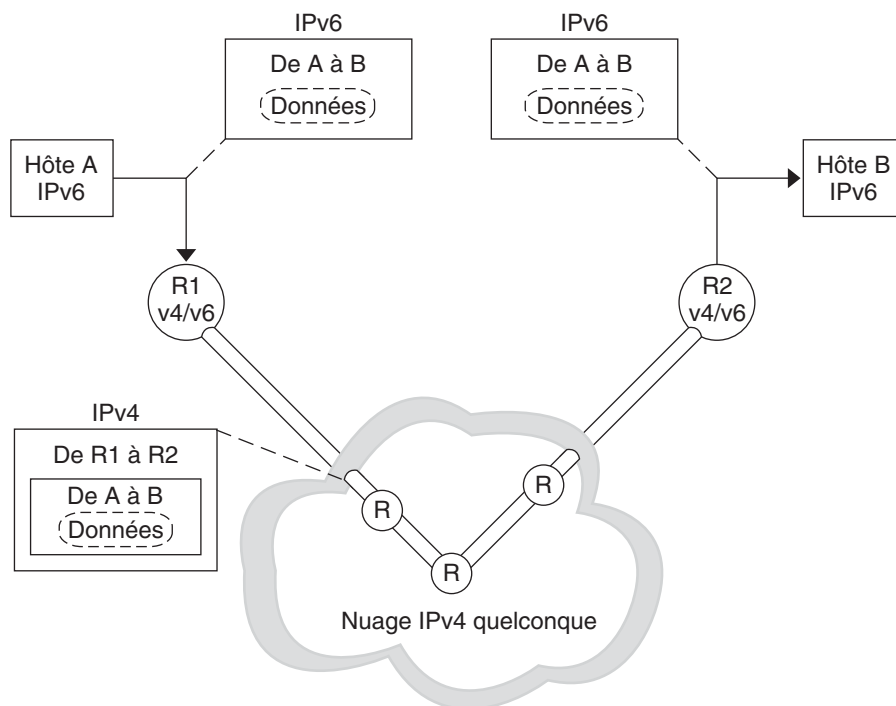 IPv6
De A à B
Données
IPv6
De A à B
Données
Hôte A
IPv6
Hôte B
IPv6
R1
v4/v6
R2
v4/v6
IPv4
De R1 à R2
De A à B
Données
R
R
R
Nuage IPv4 quelconque